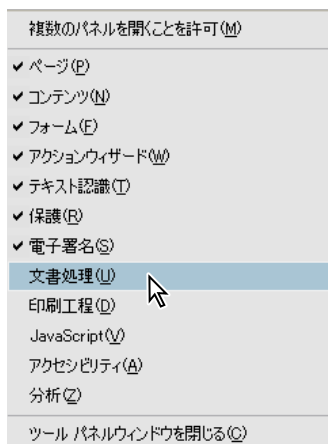 複数のパネルを開くことを許可(M)
ページ(P)
コンテンツ(N)
フォーム(F)
アクションウィザード(W)
テキスト認識(T)
保護(R)
電子署名(S)
文書処理(U)
印刷工程(D)
JavaScript(V)
アクセシビリティ(A)
分析(Z)
ツール パネルウィンドウを閉じる(C)